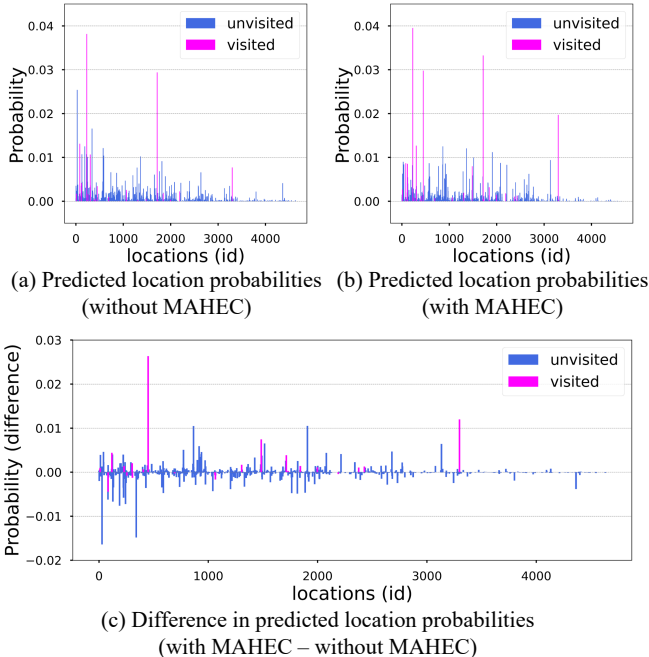 0.04
0.03
0.02
0.01
0.00
Probability
unvisited
visited
0 1000 2000 3000 4000
locations (id)
(a) Predicted location probabilities
(without MAHEC)
0.04
0.03
0.02
0.01
0.00
Probability
unvisited
visited
0 1000 2000 3000 4000
locations (id)
(b) Predicted location probabilities
(with MAHEC)
0.03
0.02
0.01
0.00
−0.01
−0.02
Probability (difference)
unvisited
visited
0 1000 2000 3000 4000
locations (id)
(c) Difference in predicted location probabilities
(with MAHEC – without MAHEC)